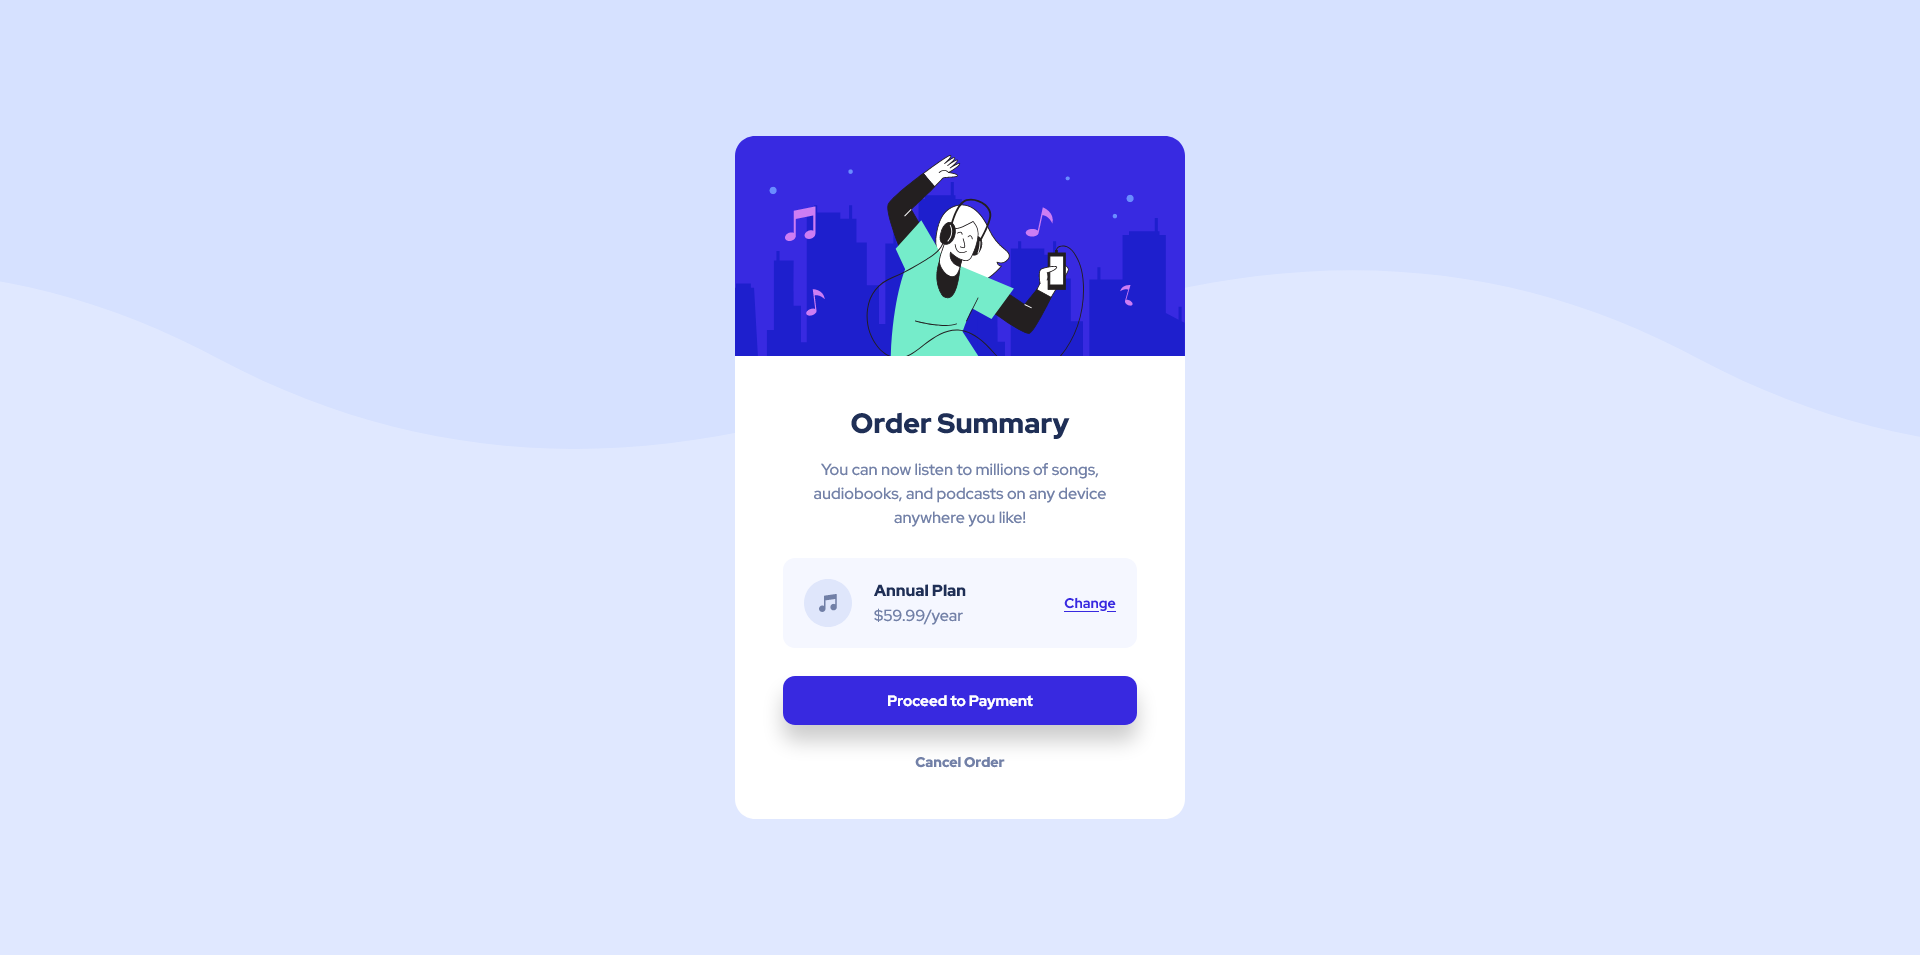 Order Summary
You can now listen to millions of songs,
audiobooks, and podcasts on any device
anywhere you like!
Annual Plan
$59.99/year
Change
Proceed to Payment
Cancel Order